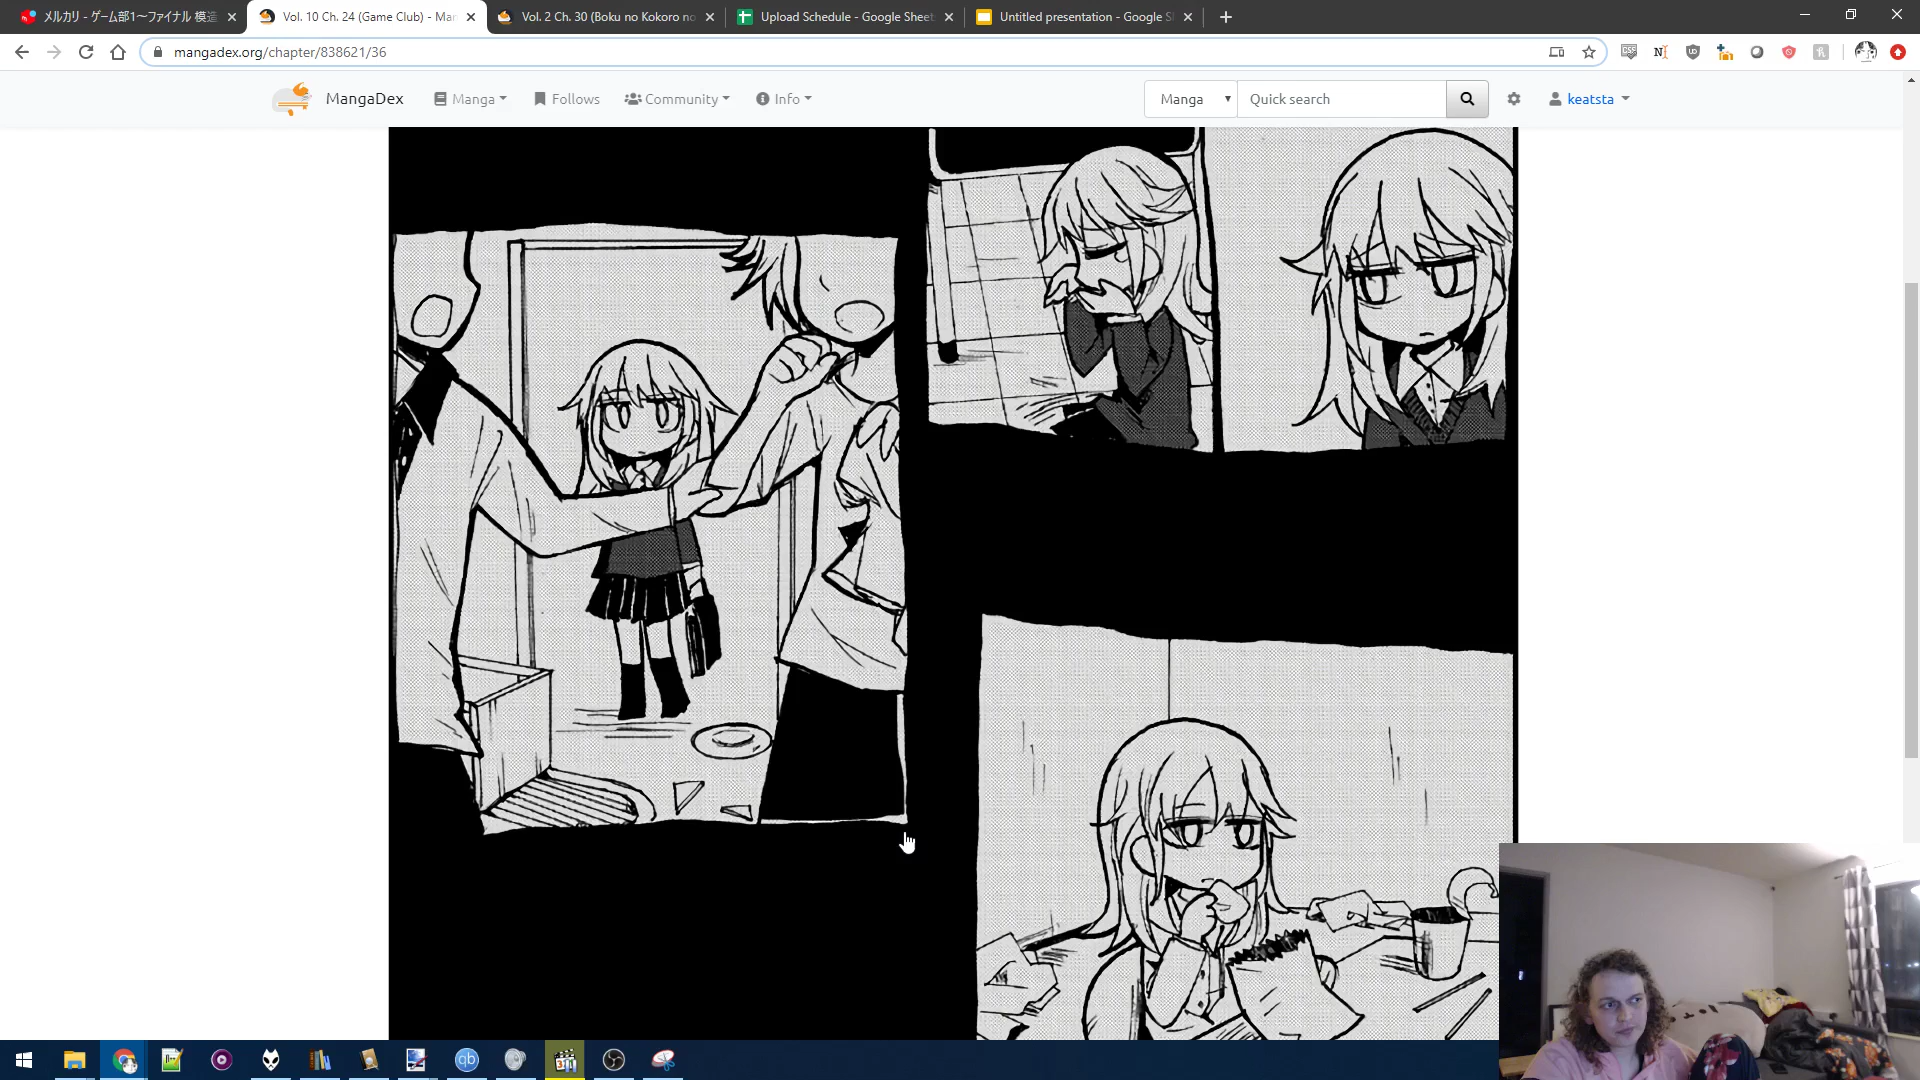 メルカリ - ゲーム部1〜ファイナル 模造
Vol. 10 Ch. 24 (Game Club) - Man
Vol. 2 Ch. 30 (Boku no Kokoro no
Upload Schedule - Google Sheet
Untitled presentation - Google Sl
mangadex.org/chapter/838621/36
MangaDex
Manga
Follows
Community
Info
Manga
Quick search
keatsta